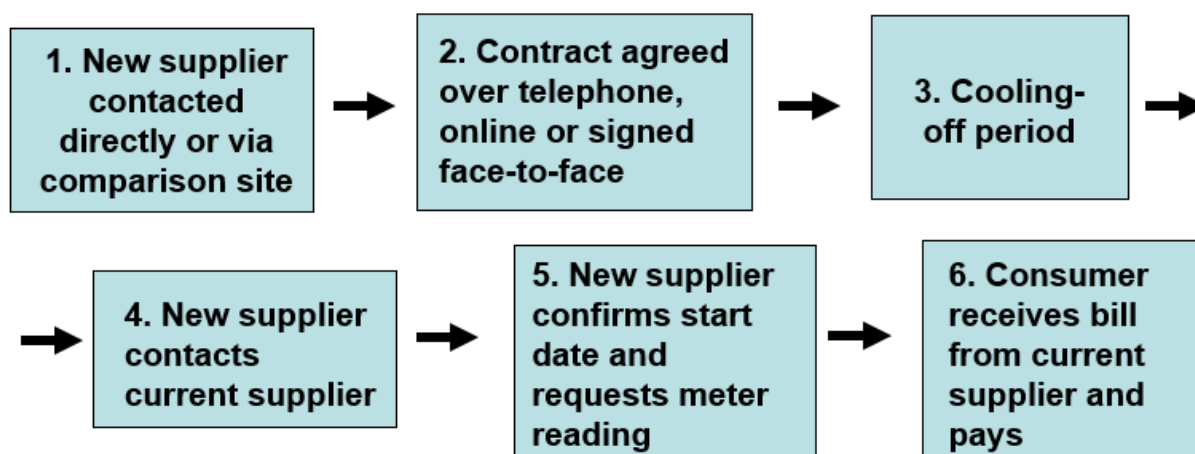 1. New supplier
contacted
directly or via
comparison site
2. Contract agreed
over telephone,
online or signed
face-to-face
3. Cooling-
off period
4. New supplier
contacts
current supplier
5. New supplier
confirms start
date and
requests meter
reading
6. Consumer
receives bill
from current
supplier and
pays